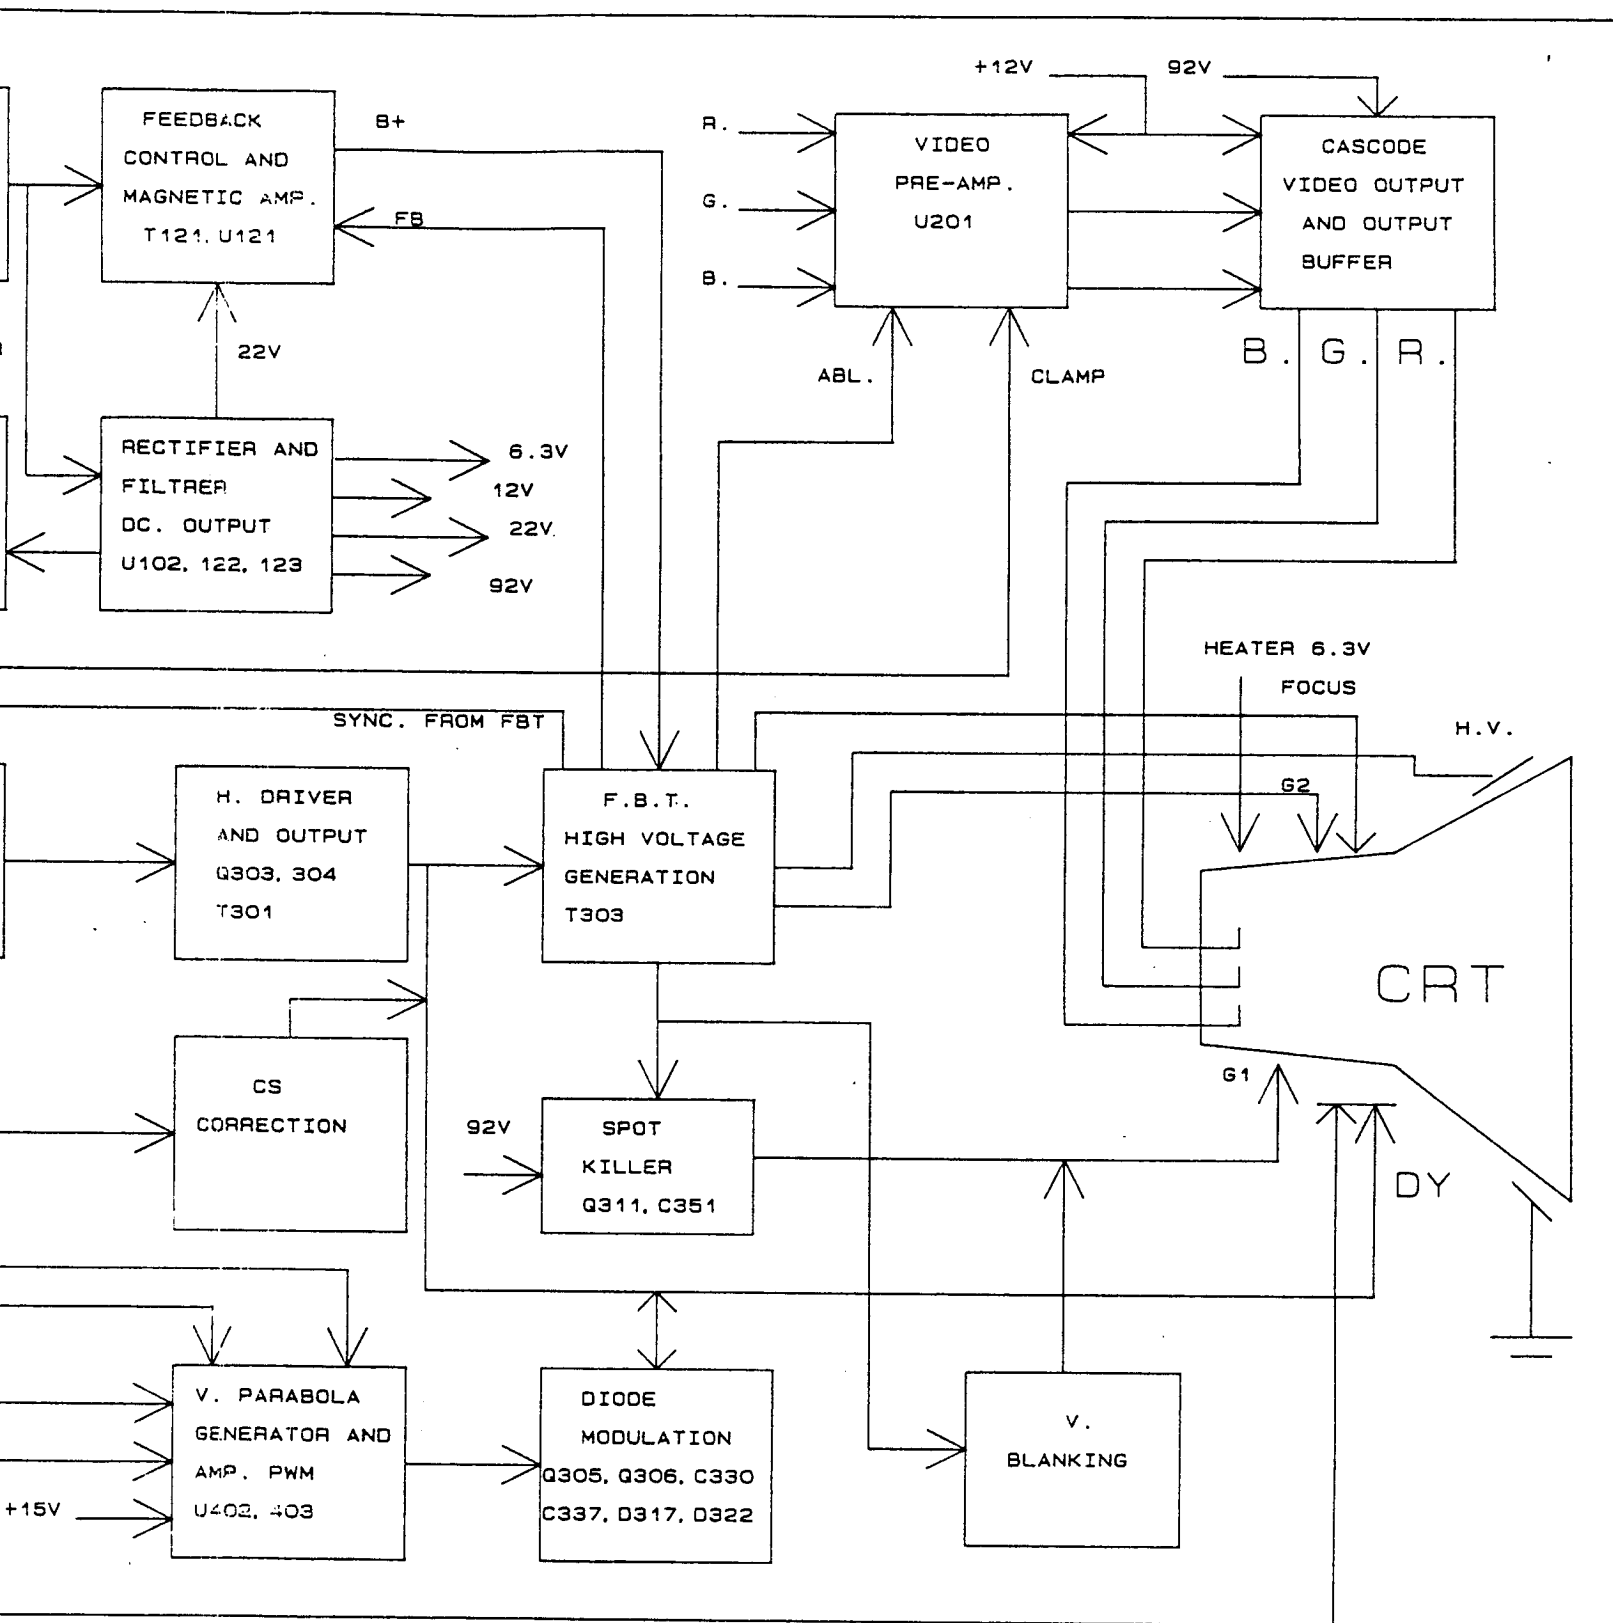 +12V
92V
FEEDBACK
CONTROL AND
MAGNETIC AMP.
T121, U121
B+
FB
22V
R.
G.
B.
VIDEO
PRE-AMP.
U201
CASCODE
VIDEO OUTPUT
AND OUTPUT
BUFFER
B. G. R.
ABL.
CLAMP
RECTIFIER AND
FILTRER
DC. OUTPUT
U102, 122, 123
6.3V
12V
22V
92V
HEATER 6.3V
FOCUS
H.V.
G2
SYNC. FROM FBT
H. DRIVER
AND OUTPUT
Q303, 304
T301
F.B.T.
HIGH VOLTAGE
GENERATION
T303
CRT
G1
DY
CS
CORRECTION
92V
SPOT
KILLER
Q311, C351
V. PARABOLA
GENERATOR AND
AMP. PWM
U402, 403
+15V
DIODE
MODULATION
Q305, Q306, C330
C337, D317, D322
V.
BLANKING